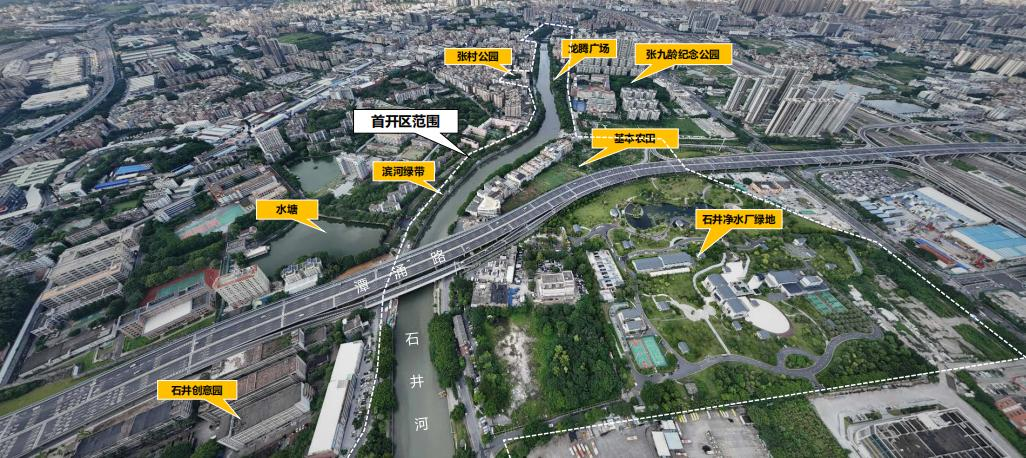 张村公园
龙腾广场
张九龄纪念公园
首开区范围
基本农田
滨河绿带
水塘
石井净水厂绿地
潭涌路
石井河
石井创意园